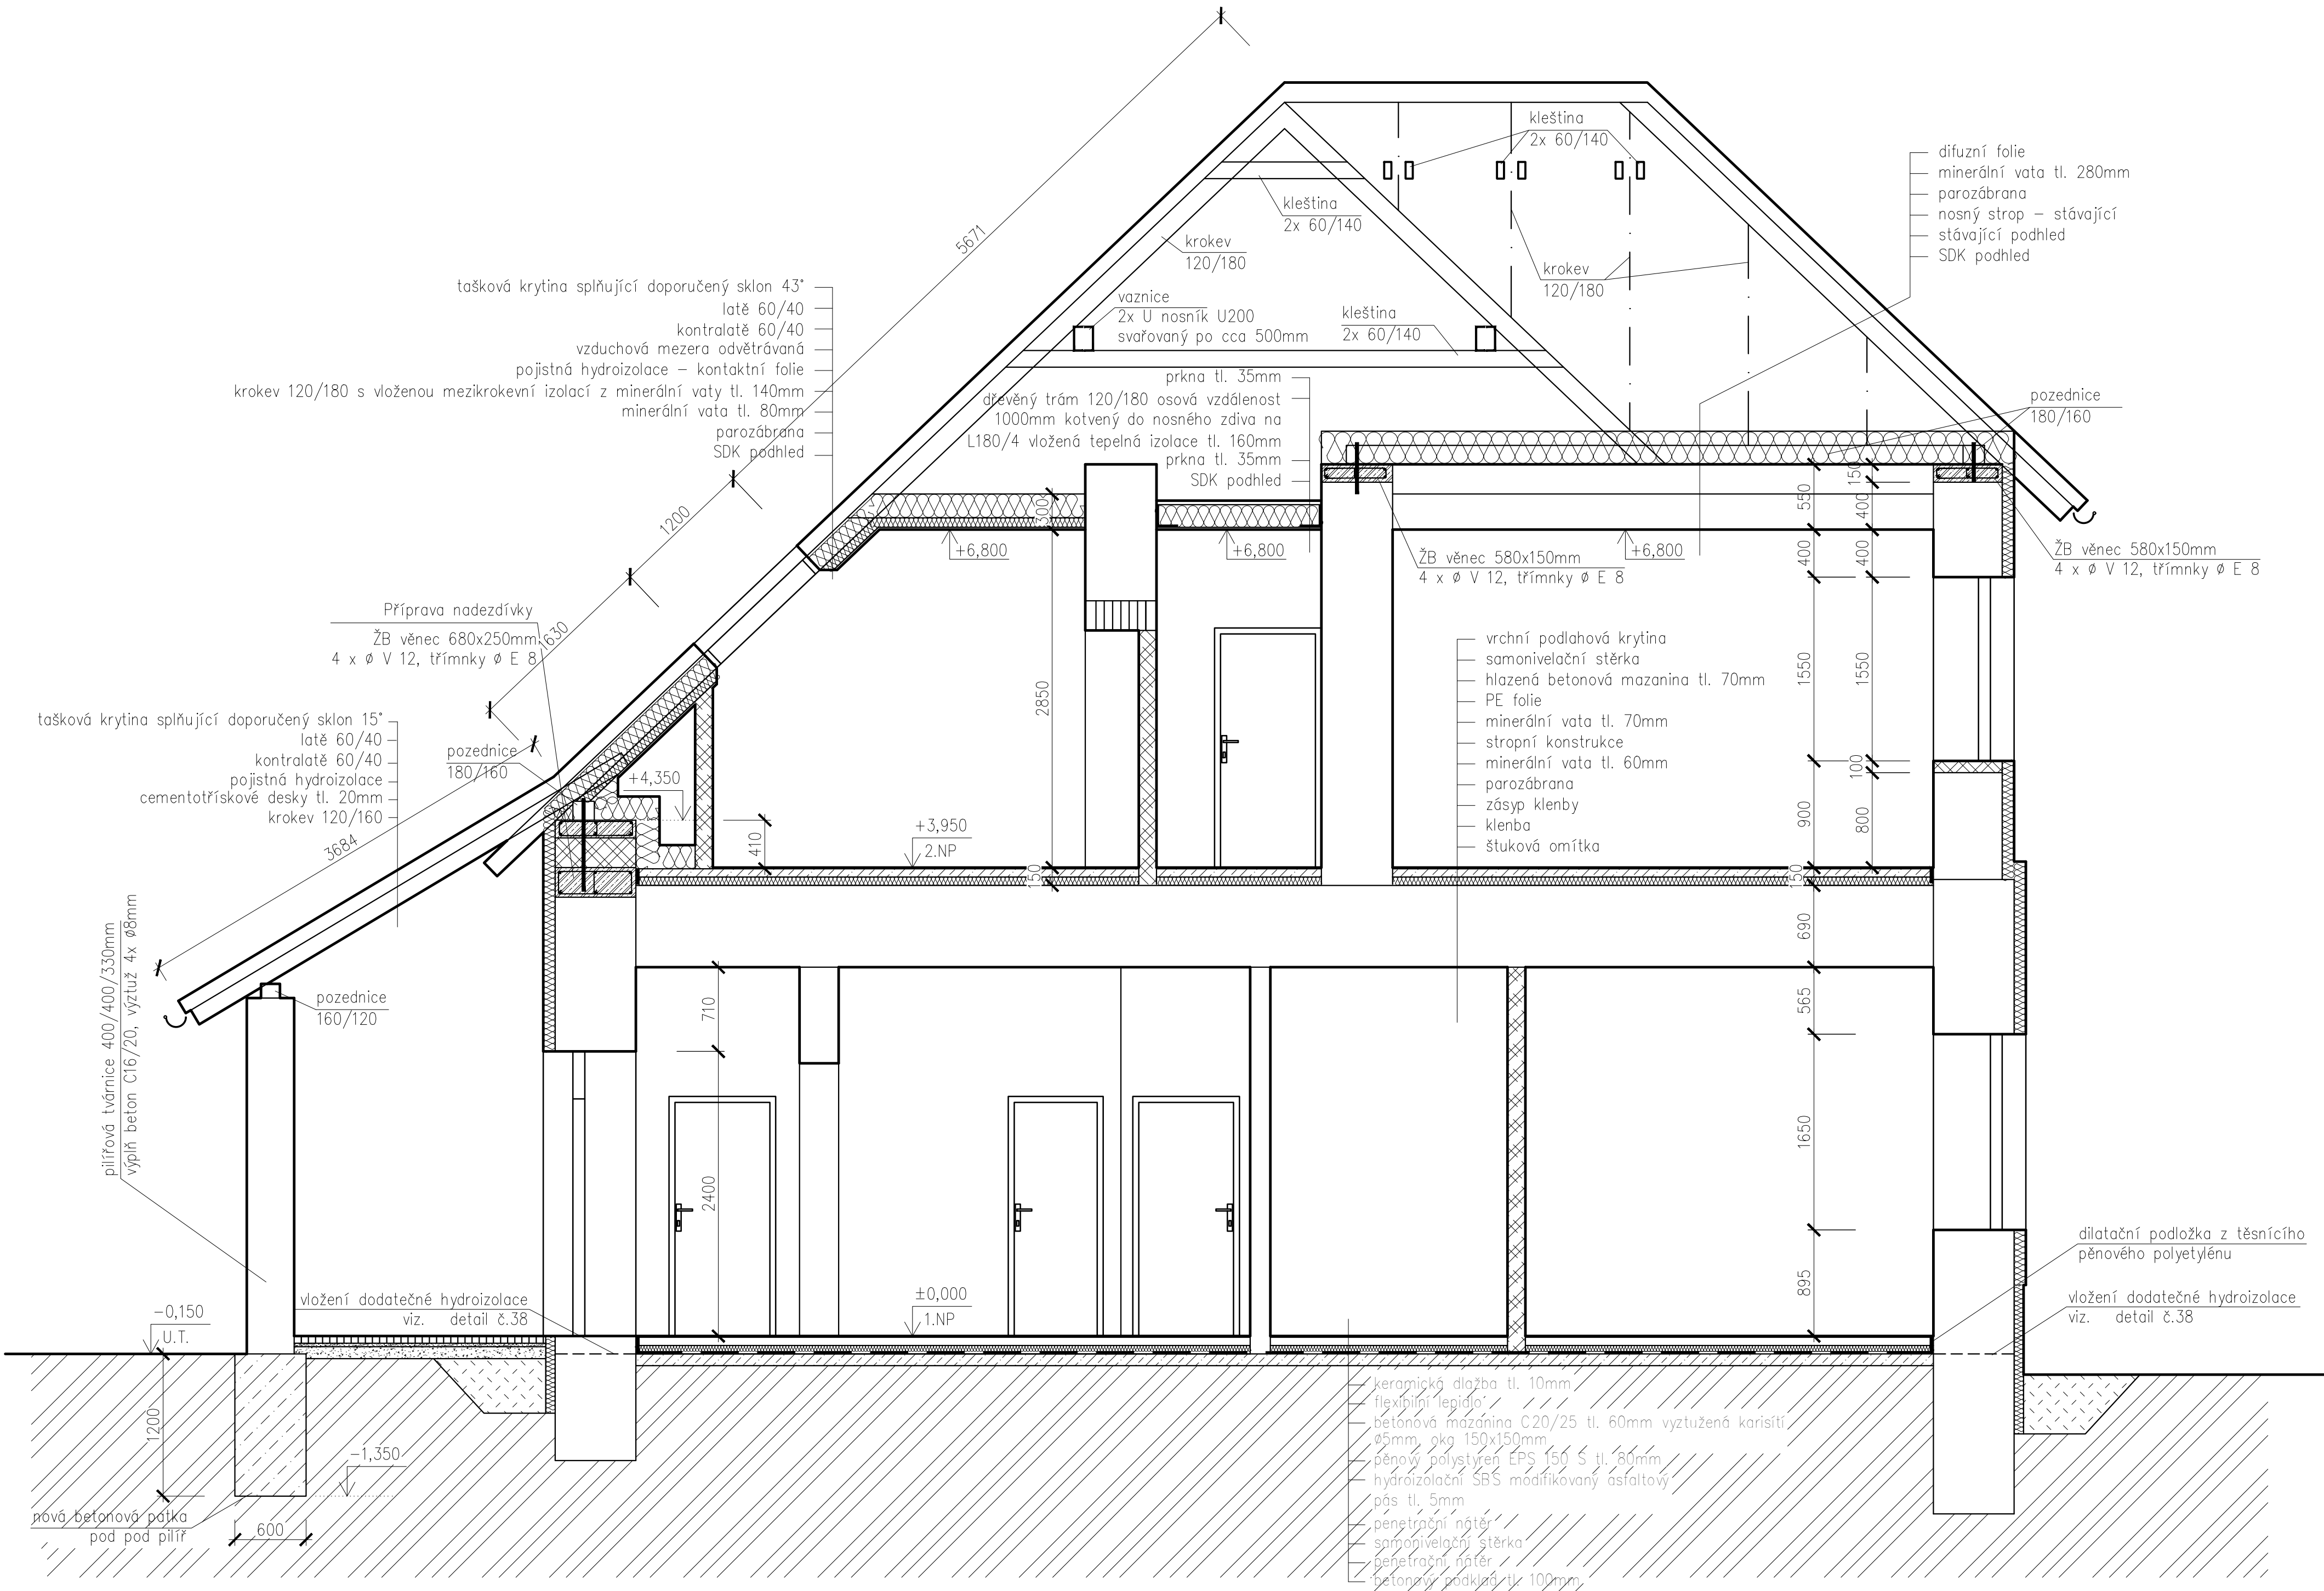 5671
kleština
2x 60/140
difuzní folie
minerální vata tl. 280mm
parozábrana
nosný strop – stávající
stávající podhled
SDK podhled
kleština
2x 60/140
krokev
120/180
krokev
120/180
tašková krytina splňující doporučený sklon 43°
latě 60/40
kontralatě 60/40
vzduchová mezera odvětrávaná
pojistná hydroizolace – kontaktní folie
krokev 120/180 s vloženou mezikrokevní izolací z minerální vaty tl. 140mm
minerální vata tl. 80mm
parozábrana
SDK podhled
vaznice
2x U nosník U200
svařovaný po cca 500mm
kleština
2x 60/140
prkna tl. 35mm
dřevěný trám 120/180 osová vzdálenost
1000mm kotvený do nosného zdiva na
L180/4 vložená tepelná izolace tl. 160mm
prkna tl. 35mm
SDK podhled
pozednice
180/160
1200
300
550
150
400
+6,800
+6,800
+6,800
ŽB věnec 580x150mm
4 x ø V 12, třímnky ø E 8
400
400
ŽB věnec 580x150mm
4 x ø V 12, třímnky ø E 8
Příprava nadezdívky
ŽB věnec 680x250mm
4 x ø V 12, třímnky ø E 8
1630
vrchní podlahová krytina
samonivelační stěrka
hlazená betonová mazanina tl. 70mm
PE folie
minerální vata tl. 70mm
stropní konstrukce
minerální vata tl. 60mm
parozábrana
zásyp klenby
klenba
štuková omítka
2850
1550
1550
tašková krytina splňující doporučený sklon 15°
latě 60/40
kontralatě 60/40
pojistná hydroizolace
cementotřískové desky tl. 20mm
krokev 120/160
pozednice
180/160
+4,350
3684
410
+3,950
2.NP
100
900
800
150
150
690
pilířová tvárnice 400/400/330mm
výplň beton C16/20, výztuž 4x ø8mm
pozednice
160/120
710
565
2400
1650
895
dilatační podložka z těsnícího
pěnového polyetylénu
vložení dodatečné hydroizolace
viz. detail č.38
±0,000
1.NP
vložení dodatečné hydroizolace
viz. detail č.38
-0,150
U.T.
1200
-1,350
nová betonová patka
pod pod pilíř
600
keramická dlažba tl. 10mm
flexibilní lepidlo
betonová mazanina C20/25 tl. 60mm vyztužená karisítí
ø5mm, oka 150x150mm
pěnový polystyren EPS 150 S tl. 80mm
hydroizolační SBS modifikovaný asfaltový
pás tl. 5mm
penetrační nátěr
samonivelační stěrka
penetrační nátěr
betonový podklad tl. 100mm